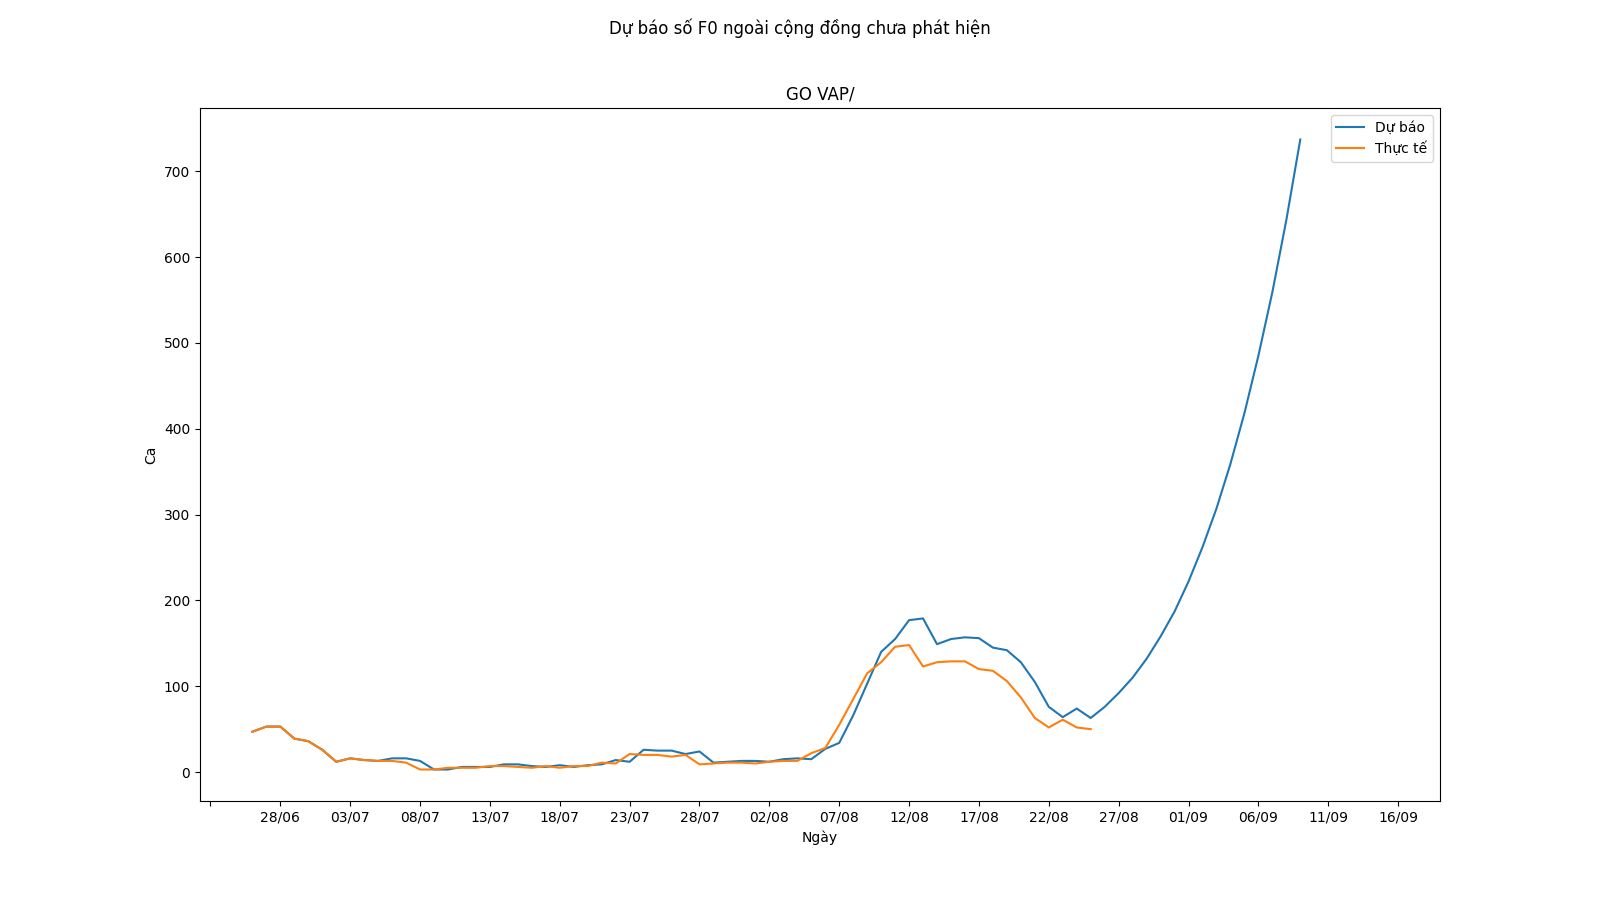 Dự báo số F0 ngoài cộng đồng chưa phát hiện
GO VAP/
Dự báo
Thực tế
700
600
500
400
300
200
100
0
Ca
28/06 03/07 08/07 13/07 18/07 23/07 28/07 02/08 07/08 12/08 17/08 22/08 27/08 01/09 06/09 11/09 16/09
Ngày